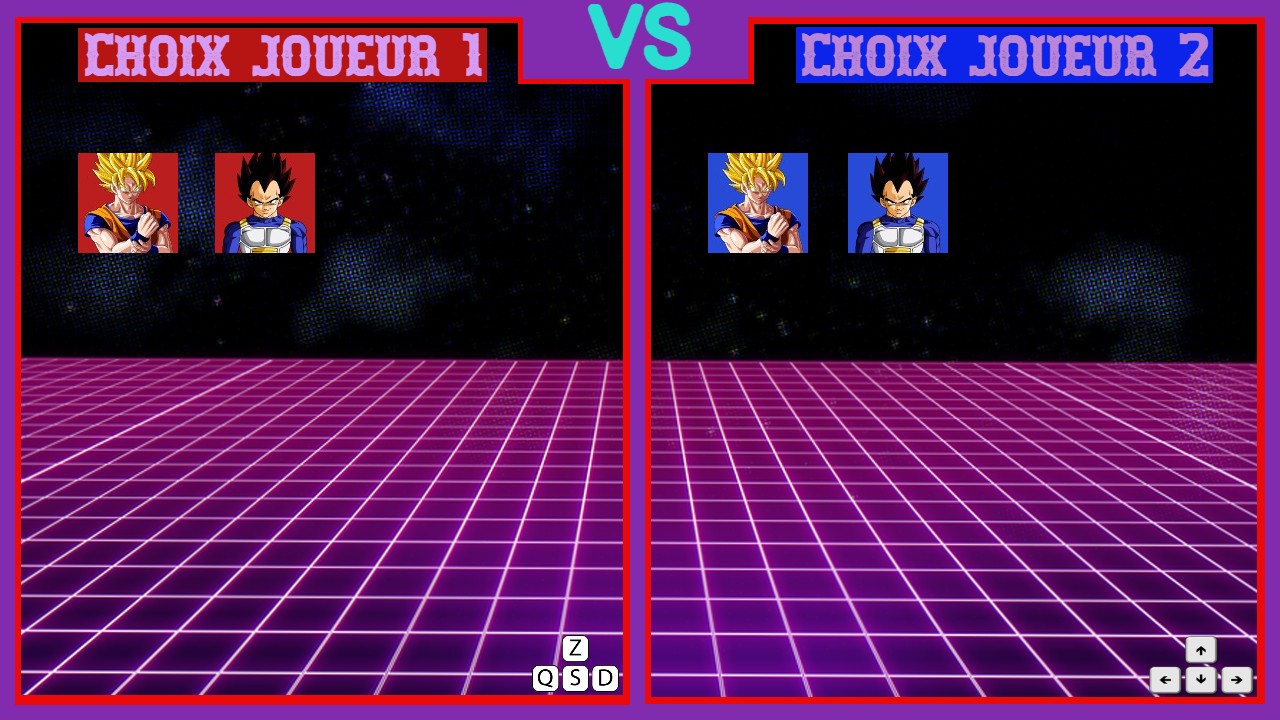 VS
Choix joueur 1
Choix joueur 2
Z
Q S D
↑
← ↓ →